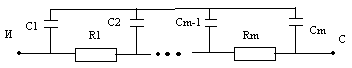 C1 C2 Cm-1 Cm
И R1 Rm С